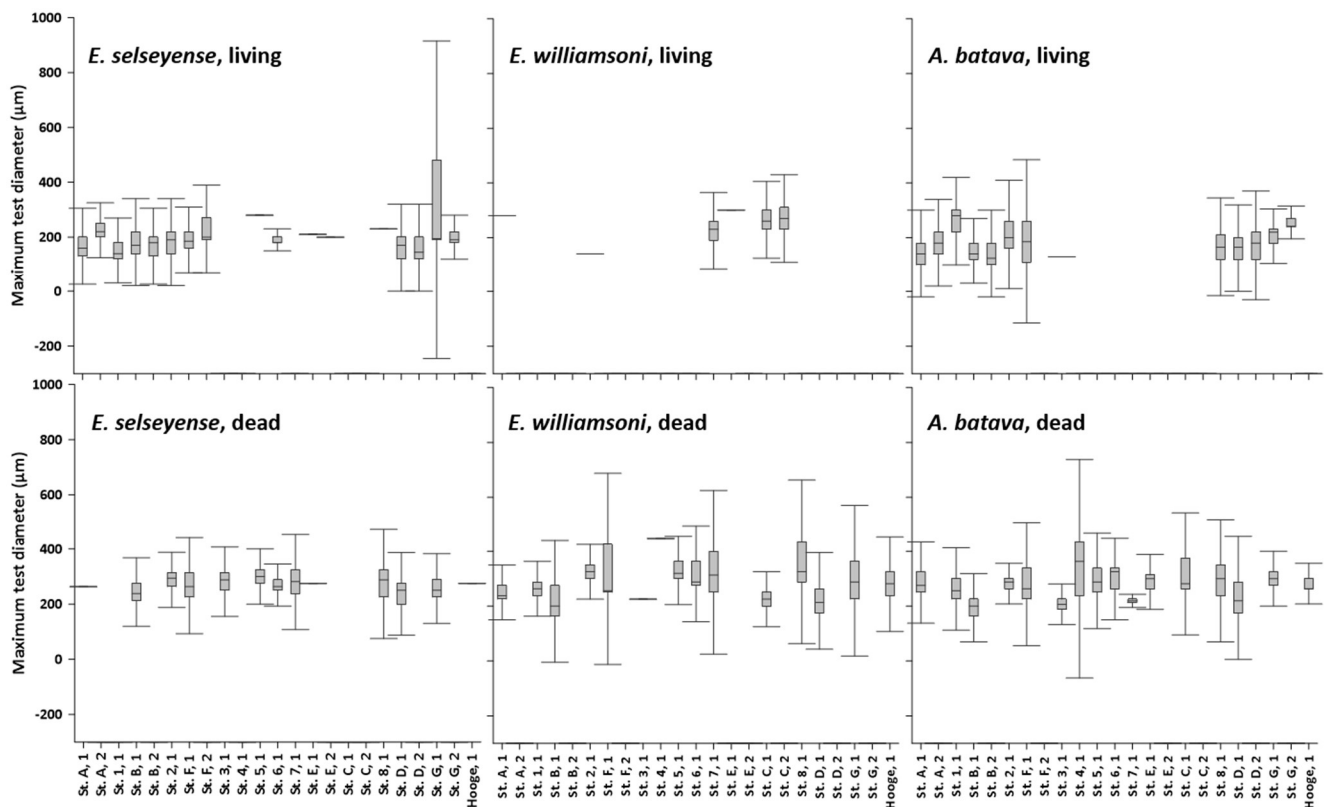 1000
800
600
400
200
0
-200
Maximum test diameter (µm)
E. selseyense, living
E. williamsoni, living
A. batava, living
1000
800
600
400
200
0
-200
Maximum test diameter (µm)
E. selseyense, dead
E. williamsoni, dead
A. batava, dead
St. A, 1
St. A, 2
St. 1, 1
St. B, 1
St. B, 2
St. 2, 1
St. F, 1
St. F, 2
St. 3, 1
St. 4, 1
St. 5, 1
St. 6, 1
St. 7, 1
St. E, 1
St. E, 2
St. C, 1
St. C, 2
St. 8, 1
St. D, 1
St. D, 2
St. G, 1
St. G, 2
Hooge, 1
St. A, 1
St. A, 2
St. 1, 1
St. B, 1
St. B, 2
St. 2, 1
St. F, 1
St. F, 2
St. 3, 1
St. 4, 1
St. 5, 1
St. 6, 1
St. 7, 1
St. E, 1
St. E, 2
St. C, 1
St. C, 2
St. 8, 1
St. D, 1
St. D, 2
St. G, 1
St. G, 2
Hooge, 1
St. A, 1
St. A, 2
St. 1, 1
St. B, 1
St. B, 2
St. 2, 1
St. F, 1
St. F, 2
St. 3, 1
St. 4, 1
St. 5, 1
St. 6, 1
St. 7, 1
St. E, 1
St. E, 2
St. C, 1
St. C, 2
St. 8, 1
St. D, 1
St. D, 2
St. G, 1
St. G, 2
Hooge, 1